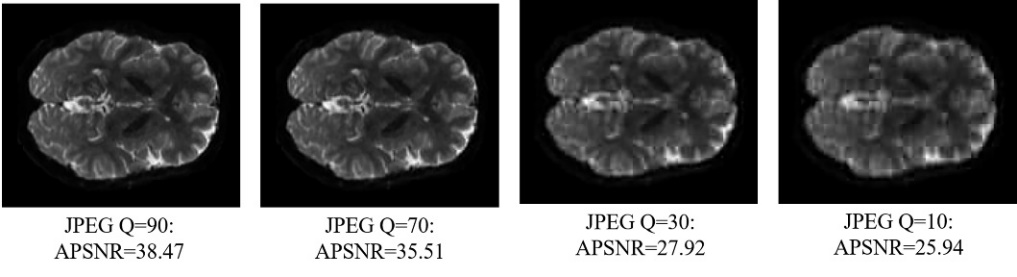 JPEG Q=90:
APSNR=38.47
JPEG Q=70:
APSNR=35.51
JPEG Q=30:
APSNR=27.92
JPEG Q=10:
APSNR=25.94